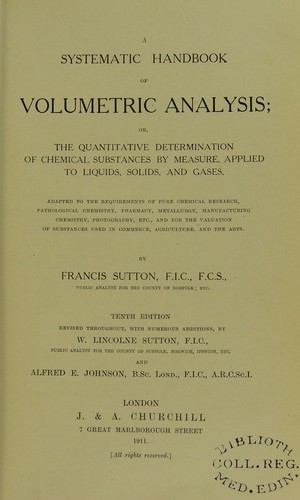 A
SYSTEMATIC HANDBOOK
OF
VOLUMETRIC ANALYSIS;
OR,
THE QUANTITATIVE DETERMINATION
OF CHEMICAL SUBSTANCES BY MEASURE, APPLIED
TO LIQUIDS, SOLIDS, AND GASES.
ADAPTED TO THE REQUIREMENTS OF PURE CHEMICAL RESEARCH,
PATHOLOGICAL CHEMISTRY, PHARMACY, METALLURGY, MANUFACTURING
CHEMISTRY, PHOTOGRAPHY, ETC., AND FOR THE VALUATION
OF SUBSTANCES USED IN COMMERCE, AGRICULTURE, AND THE ARTS.
BY
FRANCIS SUTTON, F.I.C., F.C.S.,
PUBLIC ANALYST FOR THE COUNTY OF NORFOLK; ETC.
TENTH EDITION
REVISED THROUGHOUT, WITH NUMEROUS ADDITIONS, BY
W. LINCOLNE SUTTON, F.I.C.,
PUBLIC ANALYST FOR THE COUNTY OF SUFFOLK, NORWICH, IPSWICH, ETC.
AND
ALFRED E. JOHNSON, B.Sc. Lond., F.I.C., A.R.C.Sc.I.
LONDON
J. & A. CHURCHILL
7 GREAT MARLBOROUGH STREET
1911.
[All rights reserved.]
BIBLIOTH
COLL. REG.
MED. EDIN.